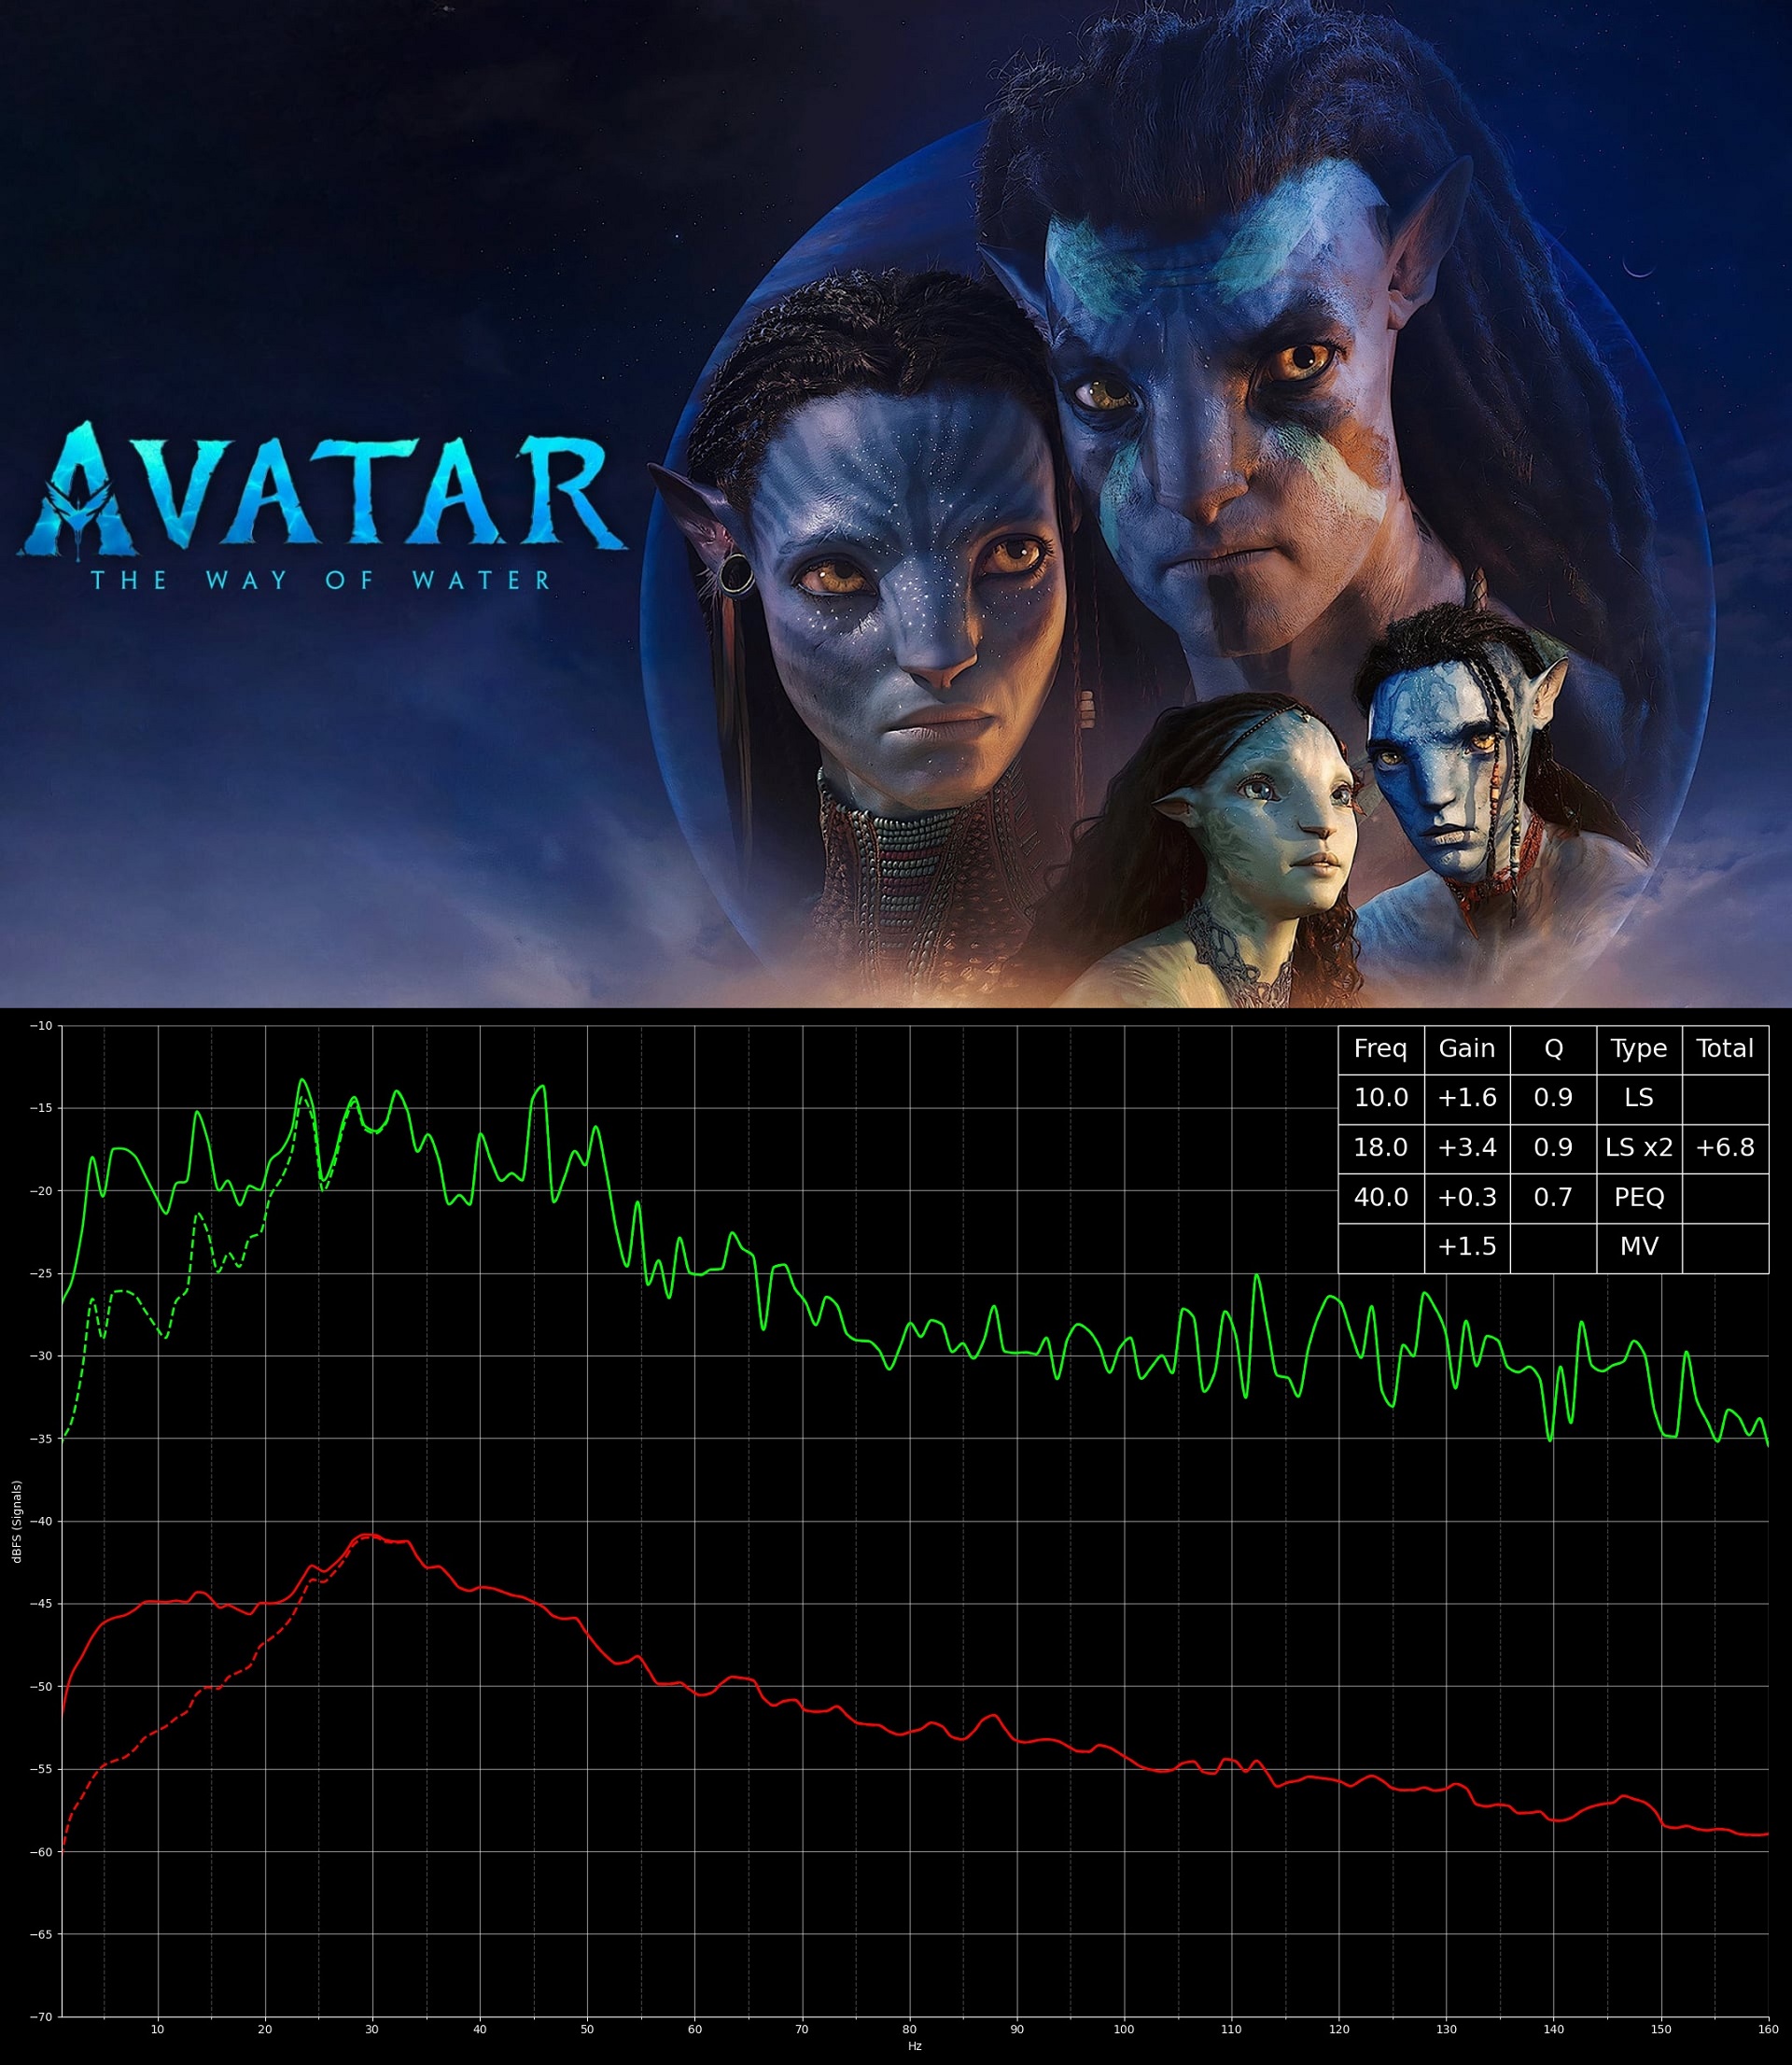 AVATAR
THE WAY OF WATER
Freq Gain Q Type Total
10.0 +1.6 0.9 LS
18.0 +3.4 0.9 LS x2 +6.8
40.0 +0.3 0.7 PEQ
+1.5 MV
−10
−15
−20
−25
−30
−35
−40
−45
−50
−55
−60
−65
−70
dBFS (Signals)
10 20 30 40 50 60 70 80 90 100 110 120 130 140 150 160
Hz